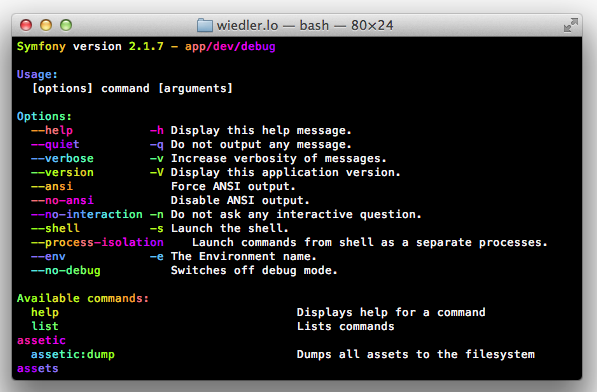 wiedler.lo — bash — 80×24
Symfony version 2.1.7 - app/dev/debug
Usage:
[options] command [arguments]
Options:
--help -h Display this help message.
--quiet -q Do not output any message.
--verbose -v Increase verbosity of messages.
--version -V Display this application version.
--ansi Force ANSI output.
--no-ansi Disable ANSI output.
--no-interaction -n Do not ask any interactive question.
--shell -s Launch the shell.
--process-isolation Launch commands from shell as a separate processes.
--env -e The Environment name.
--no-debug Switches off debug mode.
Available commands:
help Displays help for a command
list Lists commands
assetic
assetic:dump Dumps all assets to the filesystem
assets